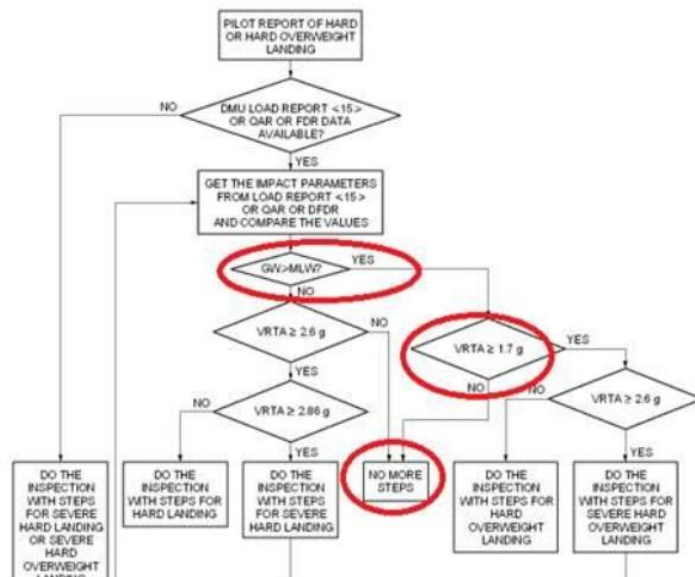 PILOT REPORT OF HARD
OR HARD OVERWEIGHT
LANDING
NO
DMU LOAD REPORT <15>
OR QAR OR FDR DATA
AVAILABLE?
YES
GET THE IMPACT PARAMETERS
FROM LOAD REPORT <15>
OR QAR OR DFDR
AND COMPARE THE VALUES
GW>MLW?
YES
NO
VRTA ≥ 2.6 g
NO
YES
VRTA ≥ 1.7 g
YES
NO
NO
VRTA ≥ 2.86 g
YES
NO
VRTA ≥ 2.6 g
YES
DO THE
INSPECTION
WITH STEPS
FOR SEVERE
HARD LANDING
OR SEVERE
HARD
OVERWEIGHT
LANDING
DO THE
INSPECTION
WITH STEPS FOR
HARD LANDING
DO THE
INSPECTION
WITH STEPS
FOR SEVERE
HARD LANDING
NO MORE
STEPS
DO THE
INSPECTION
WITH STEPS FOR
HARD
OVERWEIGHT
LANDING
DO THE
INSPECTION
WITH STEPS FOR
SEVERE HARD
OVERWEIGHT
LANDING